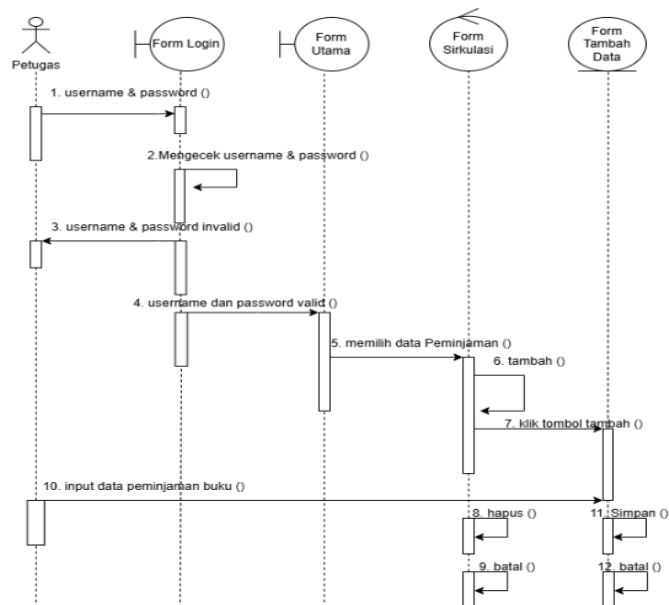 Petugas
Form Login
Form
Utama
Form
Sirkulasi
Form
Tambah
Data
1. username & password ()
2.Mengecek username & password ()
3. username & password invalid ()
4. username dan password valid ()
5. memilih data Peminjaman ()
6. tambah ()
7. klik tombol tambah ()
10. input data peminjaman buku ()
8. hapus ()
11. Simpan ()
9. batal ()
12. batal ()